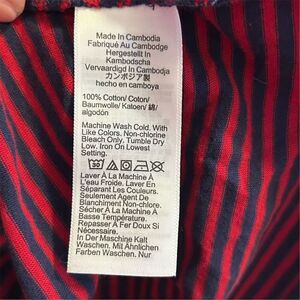 Made In Cambodia
Fabriqué Au Cambodge
Hergestellt In
Kambodscha
Vervaardigd In Cambodja
カンボジア製
hecho en camboya
100% Cotton/ Coton/
Baumwolle/ Katoen/ 綿/
algodón
Machine Wash Cold. With
Like Colors. Non-chlorine
Bleach Only. Tumble Dry
Low. Iron On Lowest
Setting.
Laver À La Machine À
L'eau Froide. Laver En
Séparant Les Couleurs.
Seulement Agent De
Blanchiment Non-chlore.
Sécher À La Machine À
Basse Température.
Repasser À Fer Doux Si
Nécessaire.
In Der Maschine Kalt
Waschen. Mit Ähnlichen
Farben Waschen. Nur